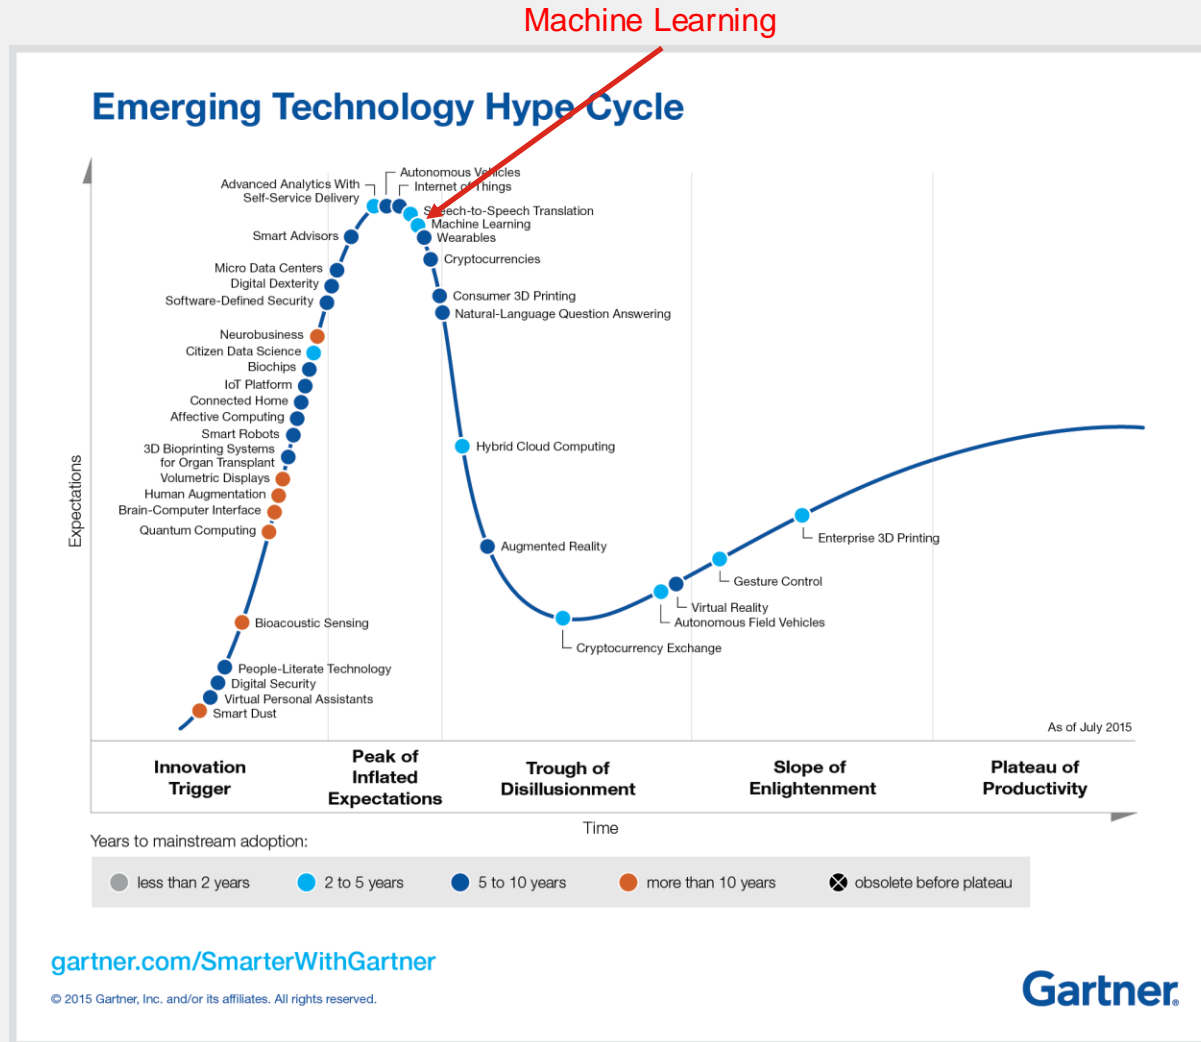 Machine Learning
Emerging Technology Hype Cycle
Expectations
Autonomous Vehicles
Advanced Analytics With
Self-Service Delivery
Internet of Things
Speech-to-Speech Translation
Machine Learning
Smart Advisors
Wearables
Cryptocurrencies
Micro Data Centers
Digital Dexterity
Software-Defined Security
Consumer 3D Printing
Natural-Language Question Answering
Neurobusiness
Citizen Data Science
Biochips
IoT Platform
Connected Home
Affective Computing
Smart Robots
3D Bioprinting Systems
for Organ Transplant
Hybrid Cloud Computing
Volumetric Displays
Human Augmentation
Brain-Computer Interface
Quantum Computing
Augmented Reality
Enterprise 3D Printing
Gesture Control
Virtual Reality
Autonomous Field Vehicles
Bioacoustic Sensing
Cryptocurrency Exchange
People-Literate Technology
Digital Security
Virtual Personal Assistants
Smart Dust
As of July 2015
Innovation
Trigger
Peak of
Inflated
Expectations
Trough of
Disillusionment
Slope of
Enlightenment
Plateau of
Productivity
Time
Years to mainstream adoption:
less than 2 years
2 to 5 years
5 to 10 years
more than 10 years
obsolete before plateau
gartner.com/SmarterWithGartner
© 2015 Gartner, Inc. and/or its affiliates. All rights reserved.
Gartner®